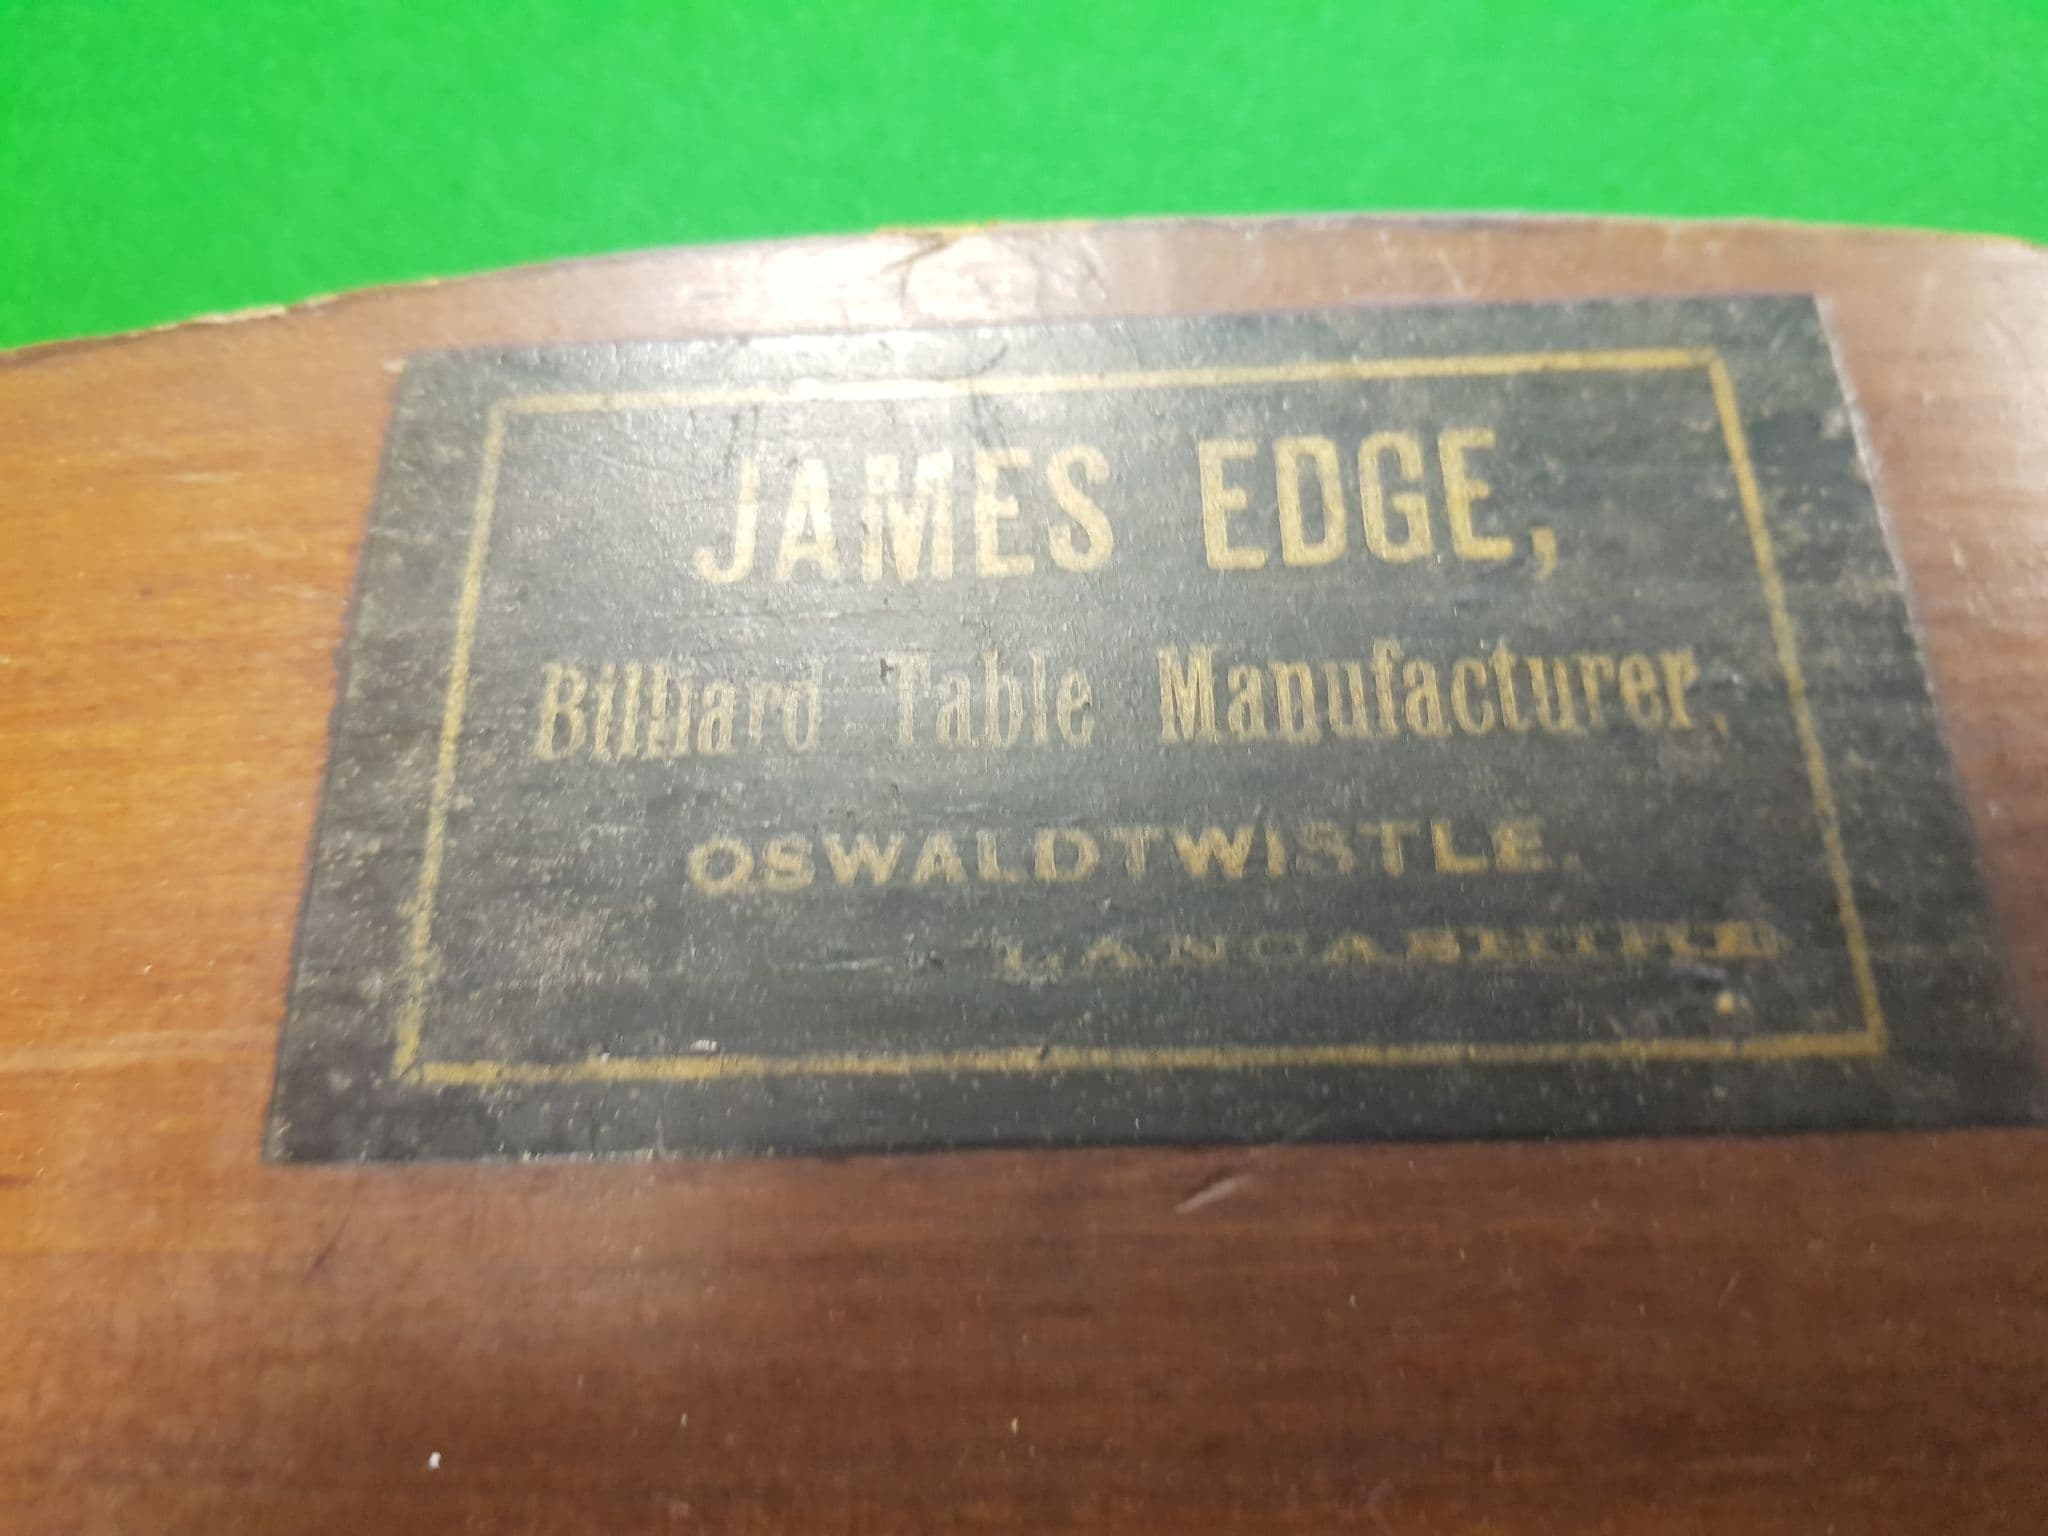 JAMES EDGE,
Billiard Table Manufacturer,
OSWALDTWISTLE.
LANCASHIRE